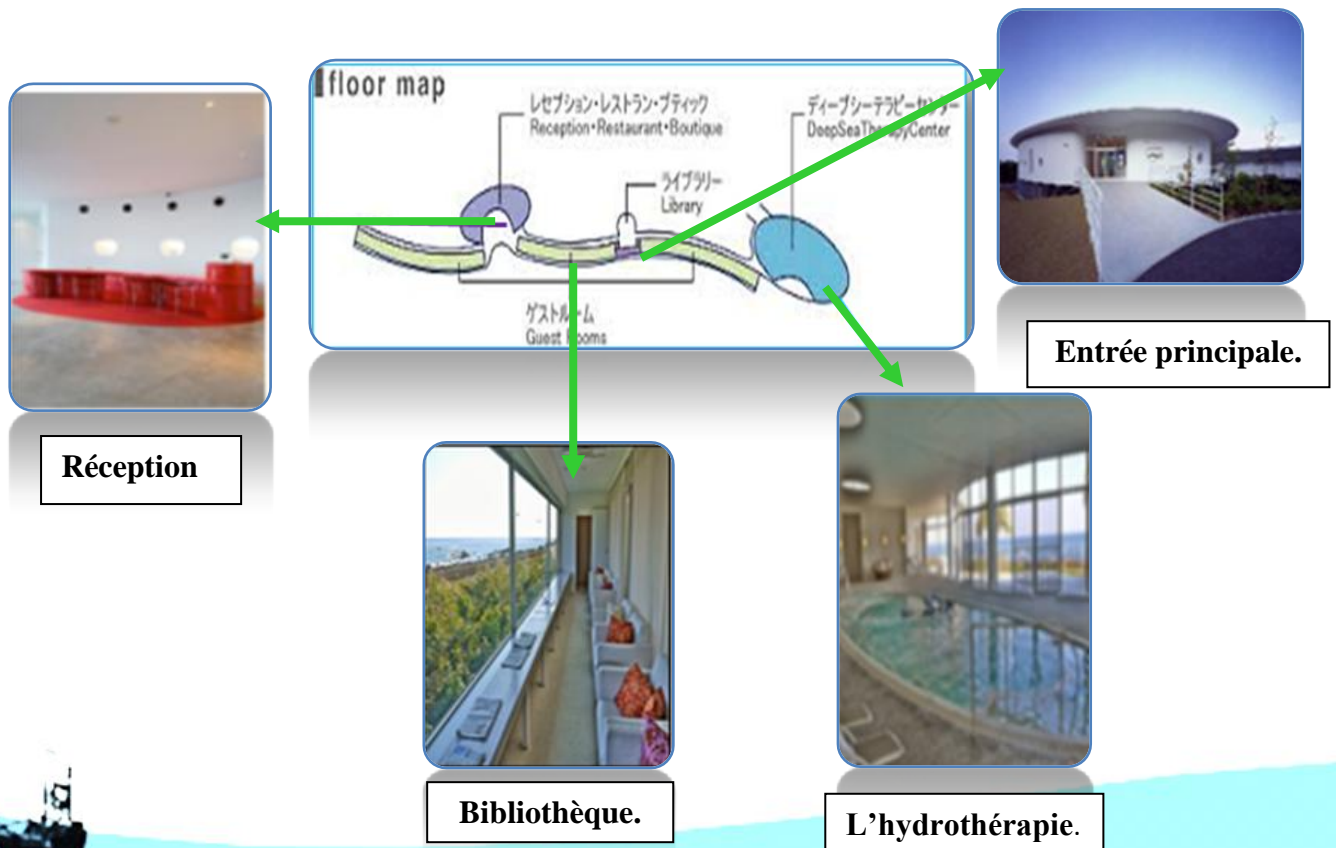 floor map
レセプション・レストラン・ブティック
Reception・Restaurant・Boutique
ディープシーテラピーセンター
DeepSeaTherapyCenter
ライブラリー
Library
ゲストルーム
Guest Rooms
Entrée principale.
Réception
Bibliothèque.
L’hydrothérapie.